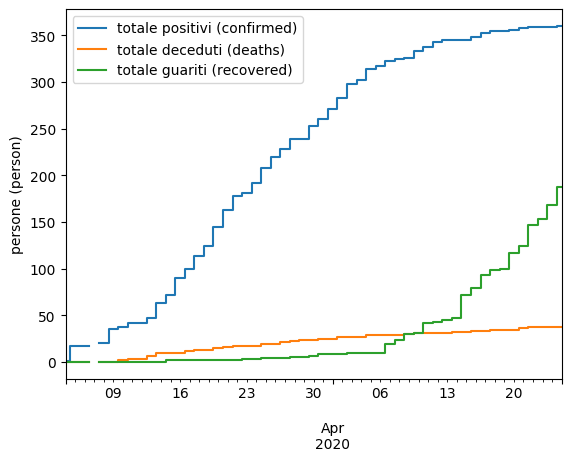 totale positivi (confirmed)
totale deceduti (deaths)
totale guariti (recovered)
persone (person)
350
300
250
200
150
100
50
0
09 16 23 30 06 13 20
Apr
2020